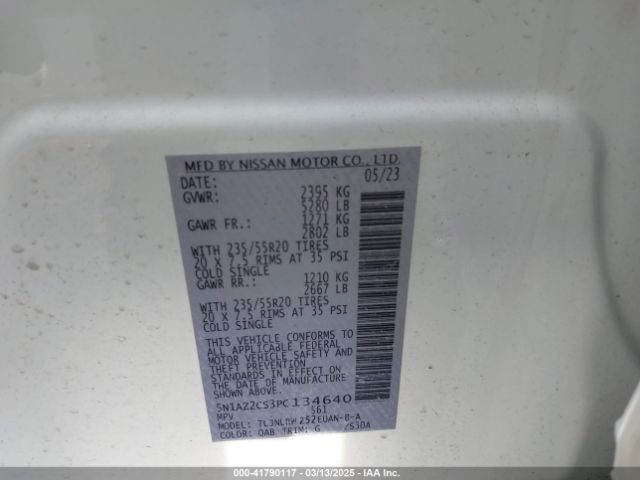 MFD BY NISSAN MOTOR CO., LTD.
DATE: 05/23
GVWR: 2395 KG
5280 LB
GAWR FR.: 1271 KG
2802 LB
WITH 235/55R20 TIRES
20 X 7.5 RIMS AT 35 PSI
COLD SINGLE
GAWR RR.: 1210 KG
2667 LB
WITH 235/55R20 TIRES
20 X 7.5 RIMS AT 35 PSI
COLD SINGLE
THIS VEHICLE CONFORMS TO
ALL APPLICABLE FEDERAL
MOTOR VEHICLE SAFETY AND
THEFT PREVENTION
STANDARDS IN EFFECT ON
THE DATE OF MANUFACTURE
SHOWN ABOVE.
5N1AZ2CS3PC134640
MPV S61
MODEL: 252EUAN-B-A
COLOR: QAB TRIM: G /S3DA
000-41790117 — 03/13/2025 — IAA Inc.